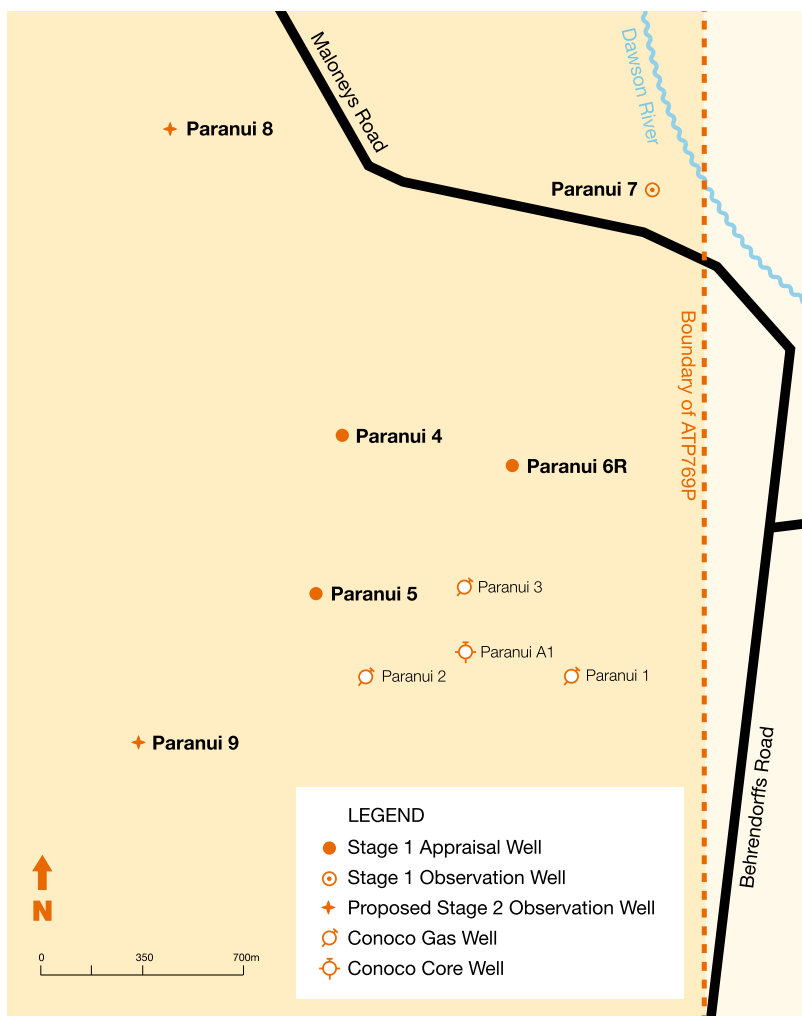 Maloneys Road
Dawson River
Paranui 8
Paranui 7
Boundary of ATP769P
Paranui 4
Paranui 6R
Paranui 3
Paranui 5
Paranui A1
Paranui 2
Paranui 1
Paranui 9
Behrendorffs Road
LEGEND
Stage 1 Appraisal Well
Stage 1 Observation Well
Proposed Stage 2 Observation Well
Conoco Gas Well
Conoco Core Well
N
0 350 700m